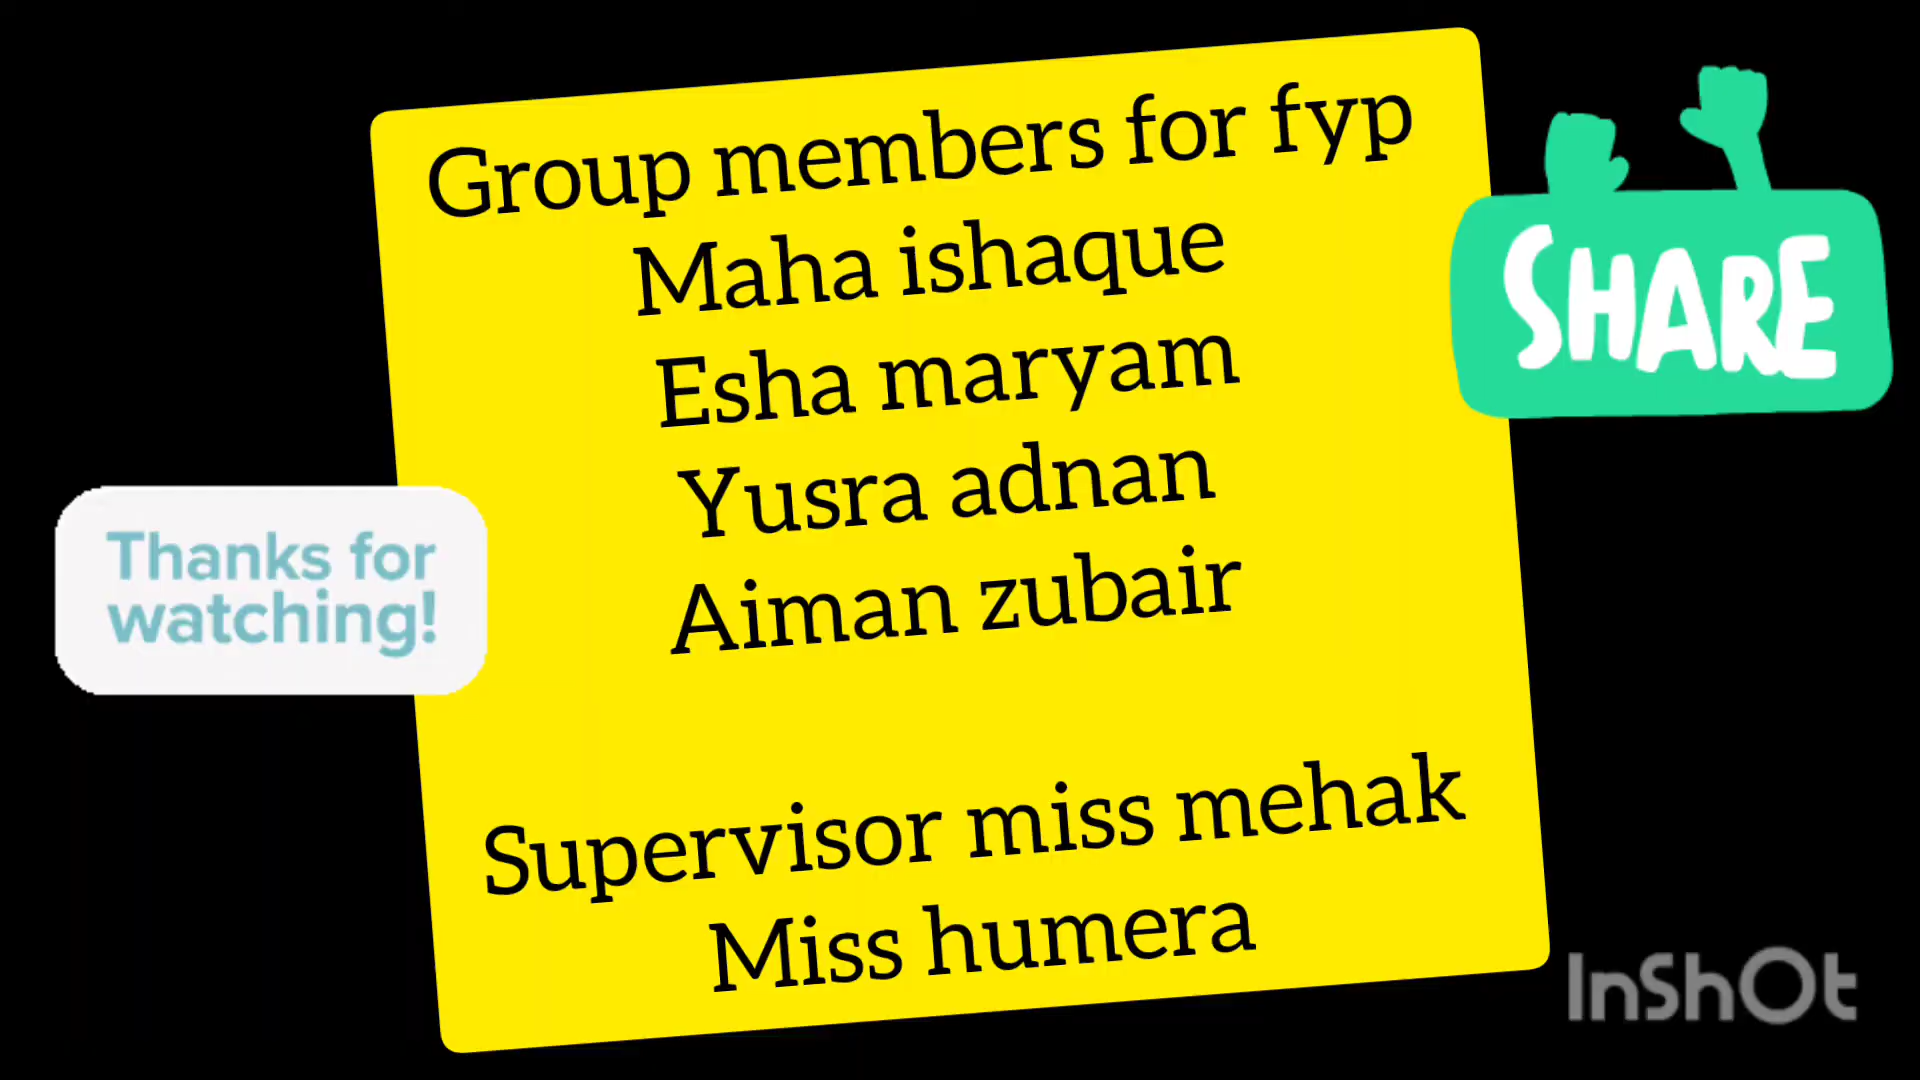 Group members for fyp
Maha ishaque
Esha maryam
Yusra adnan
Aiman zubair
Supervisor miss mehak
Miss humera
SHARE
Thanks for
watching!
InShOt